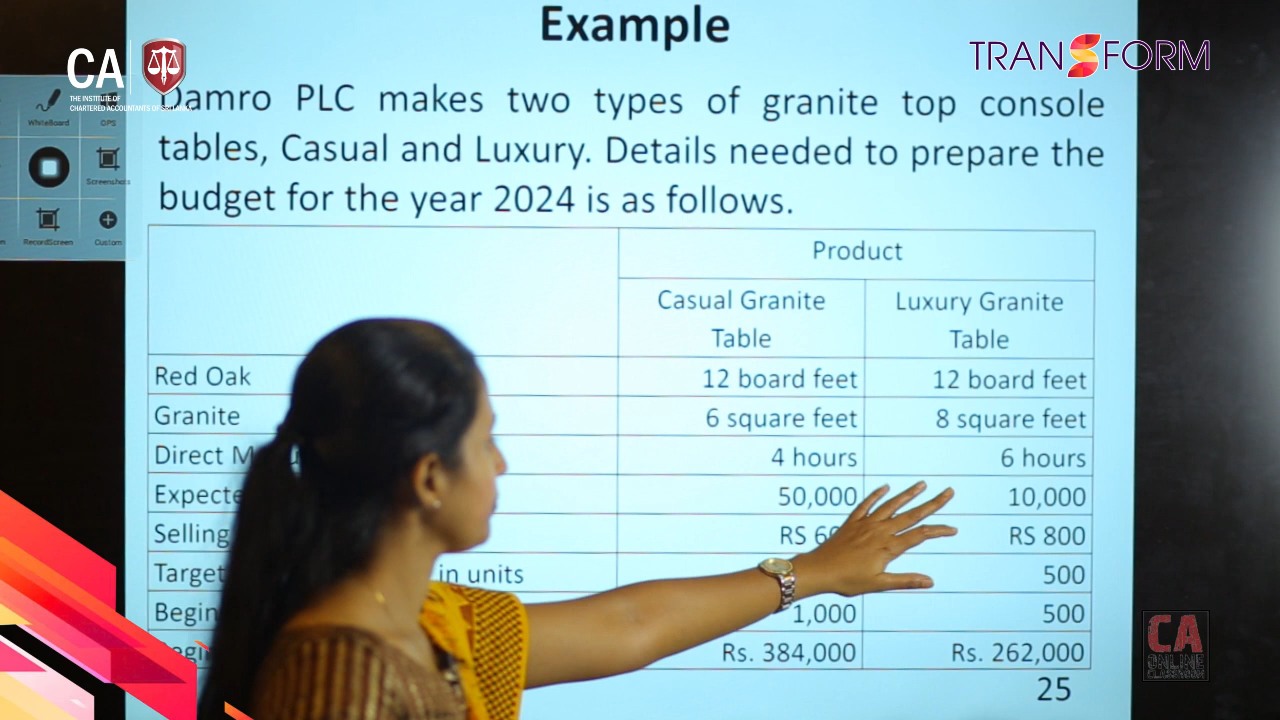 Example
CA
THE INSTITUTE OF
CHARTERED ACCOUNTANTS OF SRI LANKA
TRANSFORM
WhiteBoard
GPS
Screenshots
RecordScreen
Custom
Damro PLC makes two types of granite top console
tables, Casual and Luxury. Details needed to prepare the
budget for the year 2024 is as follows.
Product
Casual Granite Luxury Granite
Table Table
Red Oak 12 board feet 12 board feet
Granite 6 square feet 8 square feet
Direct 4 hours 6 hours
50,000 10,000
Selling RS RS 800
Target in units 500
1,000 500
Rs. 384,000 Rs. 262,000
25
CA
ONLINE
CLASSROOM